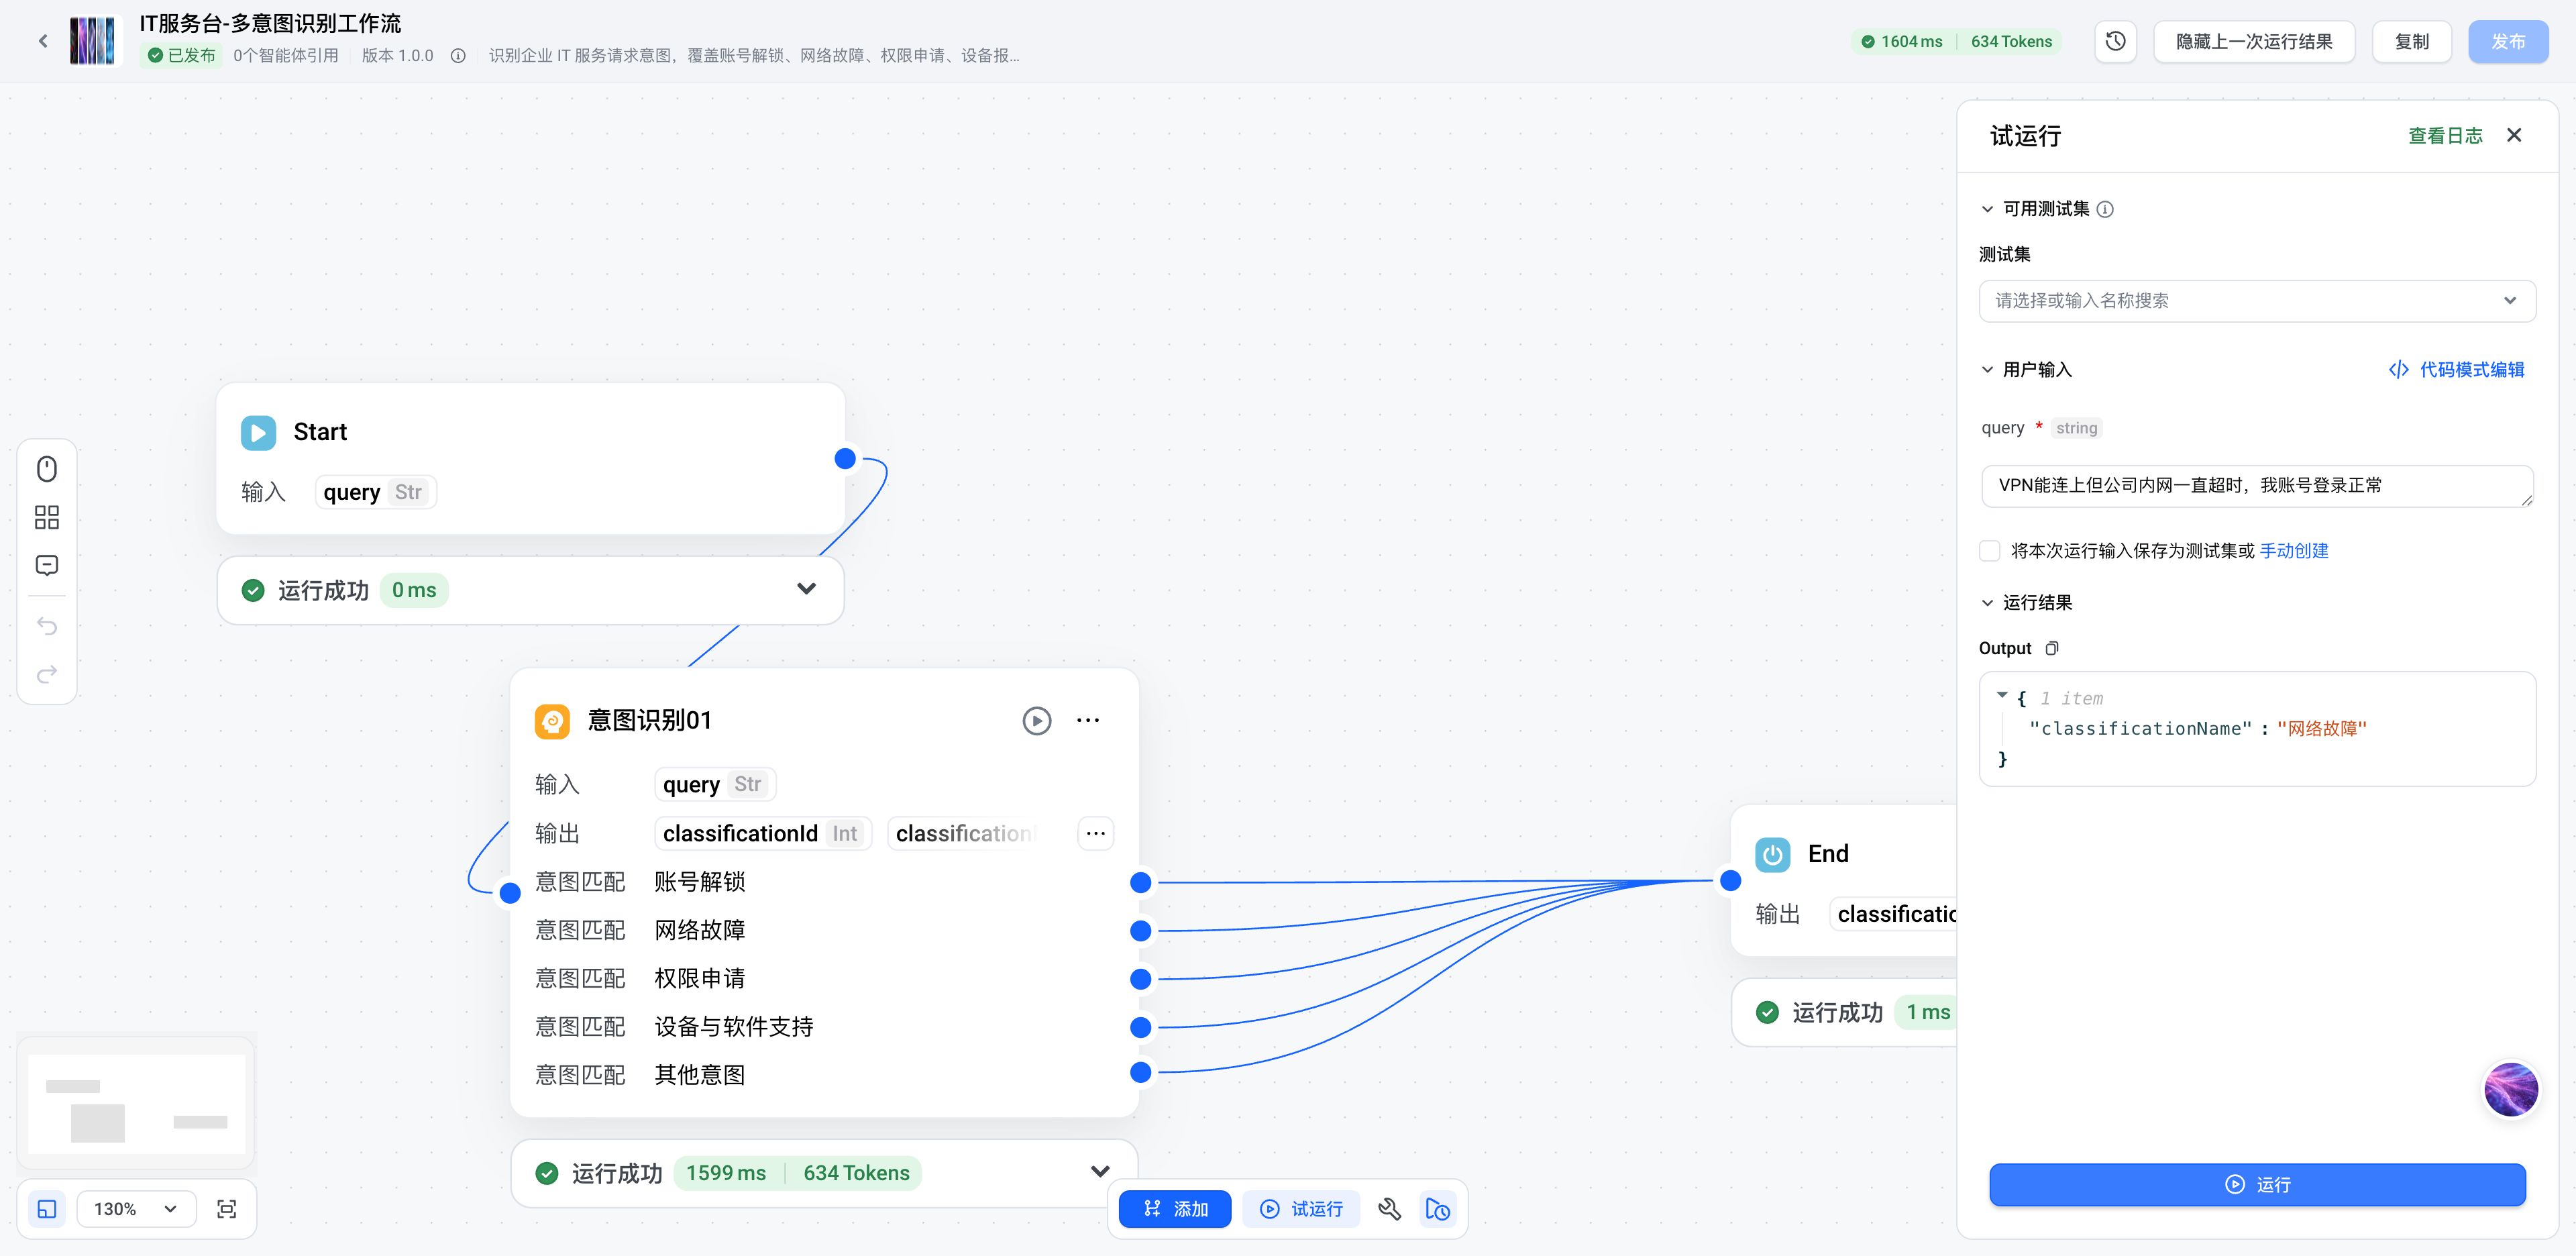 IT服务台-多意图识别工作流
已发布 0个智能体引用 版本 1.0.0 识别企业 IT 服务请求意图，覆盖账号解锁、网络故障、权限申请、设备报...
1604 ms 634 Tokens
隐藏上一次运行结果
复制
发布
Start
输入 query Str
运行成功 0 ms
意图识别01
输入 query Str
输出 classificationId Int classification
意图匹配 账号解锁
意图匹配 网络故障
意图匹配 权限申请
意图匹配 设备与软件支持
意图匹配 其他意图
运行成功 1599 ms 634 Tokens
End
输出 classificatio
运行成功 1 ms
130%
添加
试运行
试运行
查看日志
可用测试集
测试集
请选择或输入名称搜索
用户输入
代码模式编辑
query * string
VPN能连上但公司内网一直超时，我账号登录正常
将本次运行输入保存为测试集或 手动创建
运行结果
Output
{ 1 item
"classificationName" : "网络故障"
}
运行